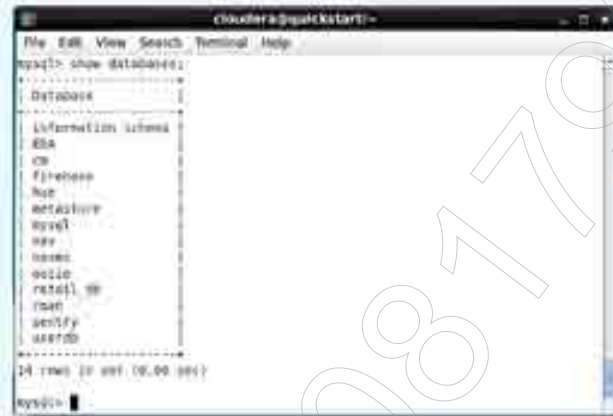 cloudera@quickstart:~
File Edit View Search Terminal Help
mysql> show databases;
+--------------------+
| Database |
+--------------------+
| information_schema |
| cm |
| firehose |
| hue |
| metastore |
| mysql |
| nav |
| navms |
| oozie |
| retail_db |
| rman |
| sentry |
| userdb |
+--------------------+
14 rows in set (0.00 sec)
mysql>